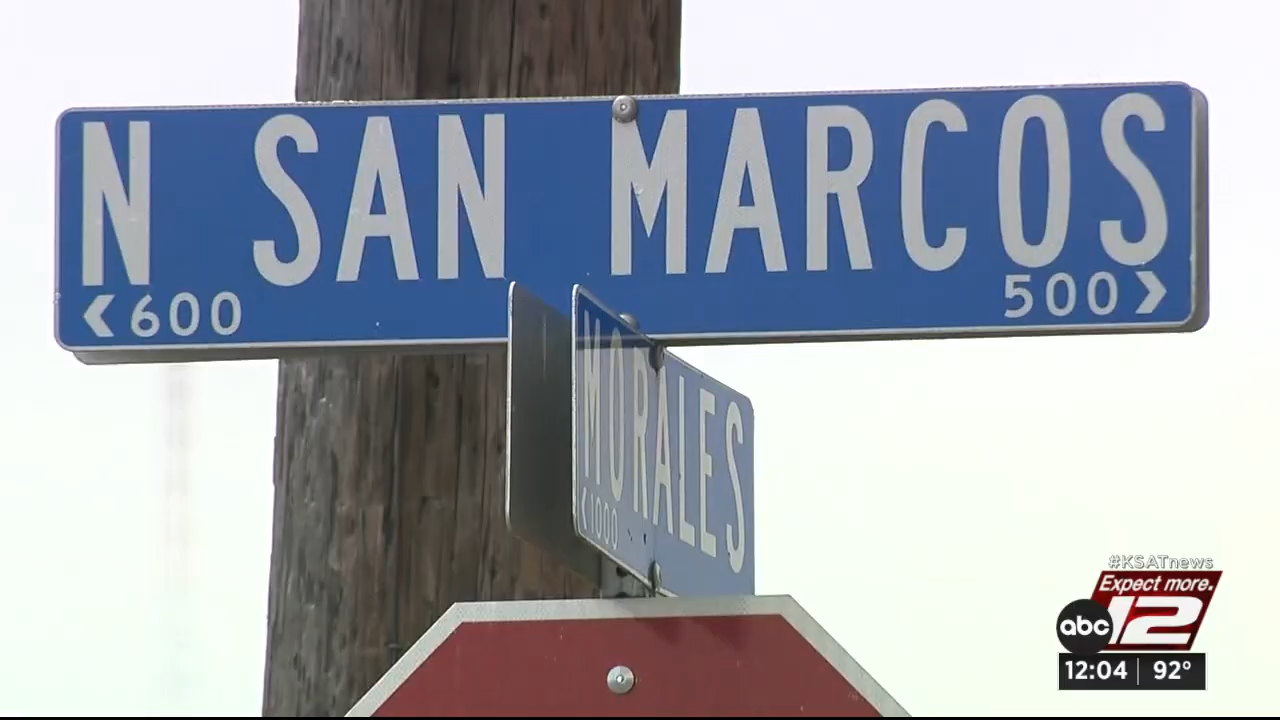 N SAN MARCOS
<600
500>
MORALES
<1000
#KSATnews
Expect more.
abc 12
12:04 | 92°